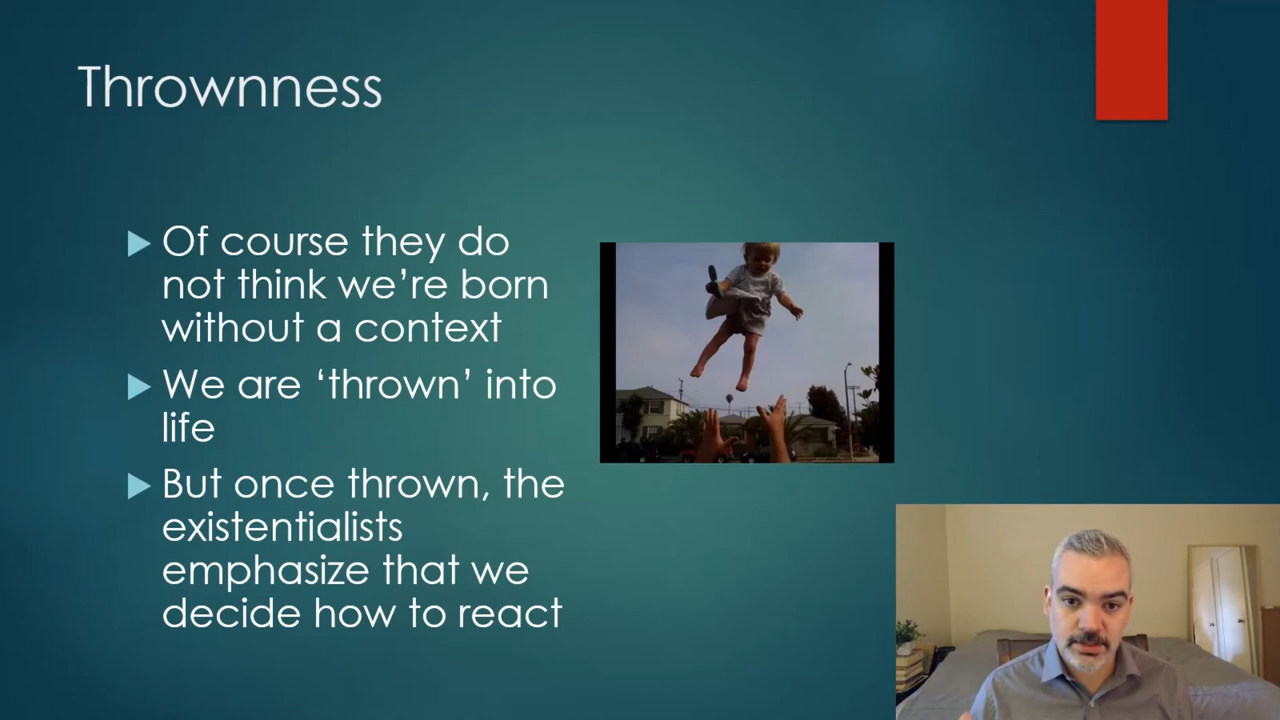 Thrownness
Of course they do
not think we’re born
without a context
We are ‘thrown’ into
life
But once thrown, the
existentialists
emphasize that we
decide how to react